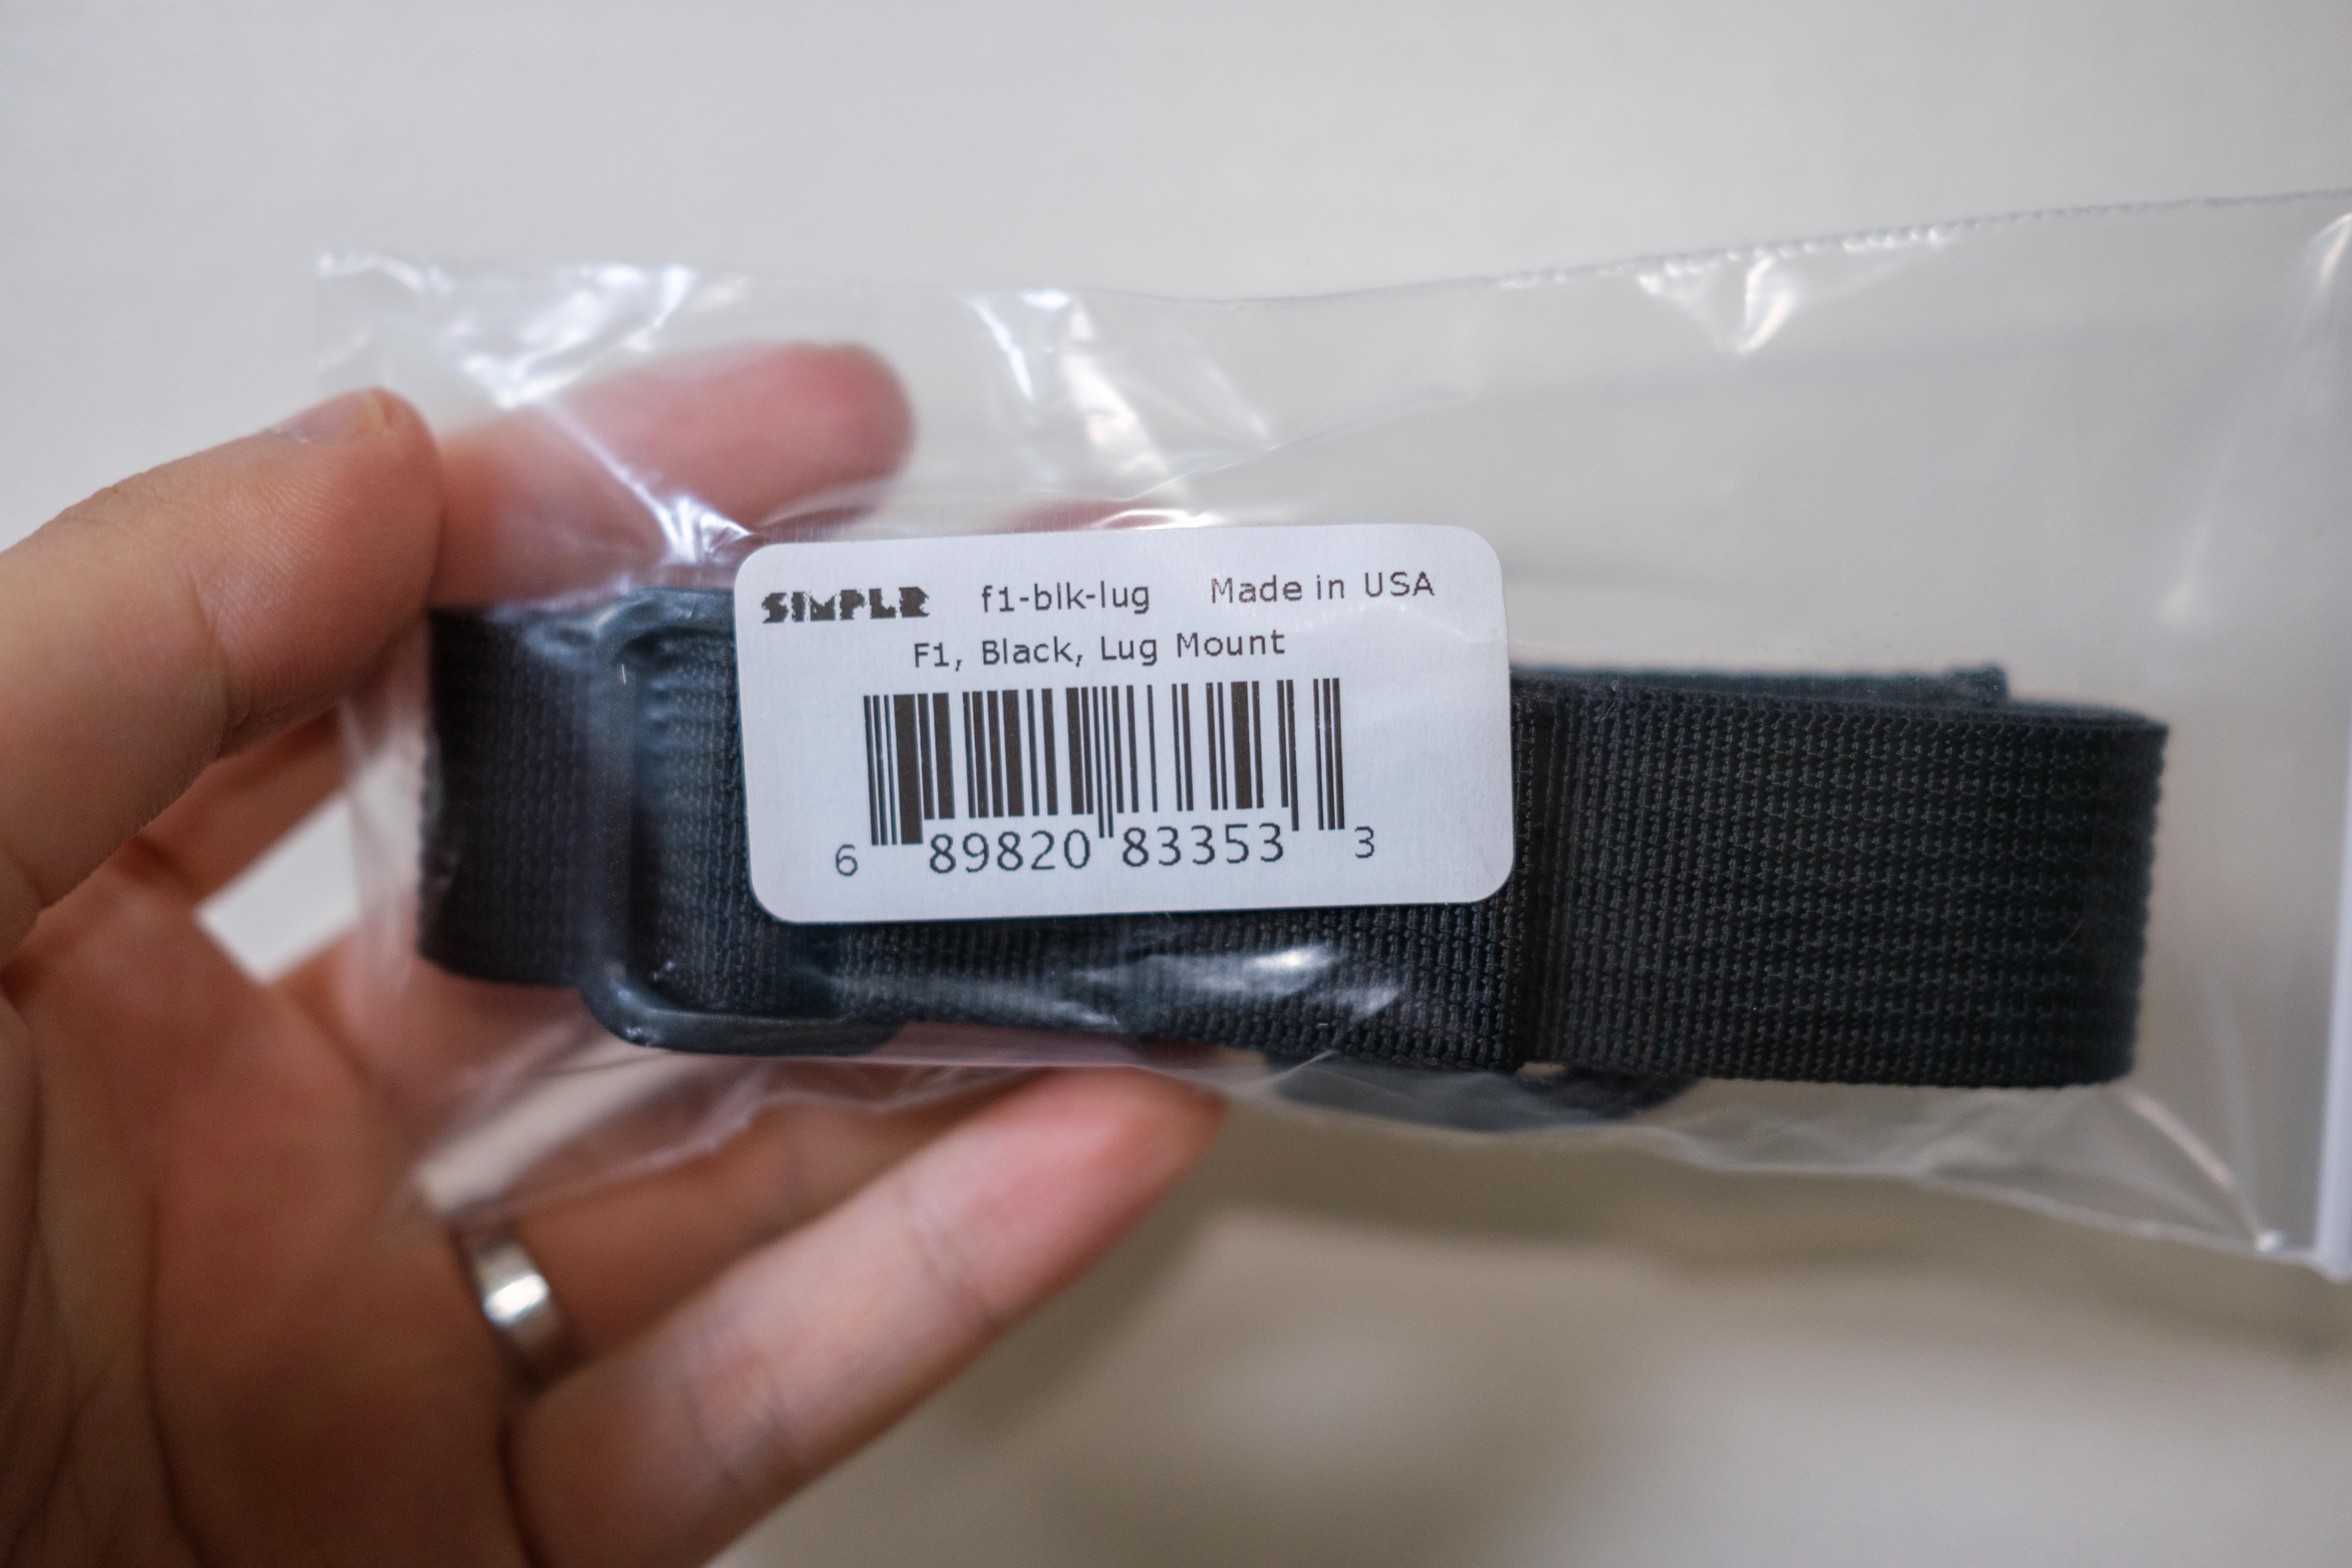 SIMPLR f1-blk-lug Made in USA
F1, Black, Lug Mount
6 89820 83353 3